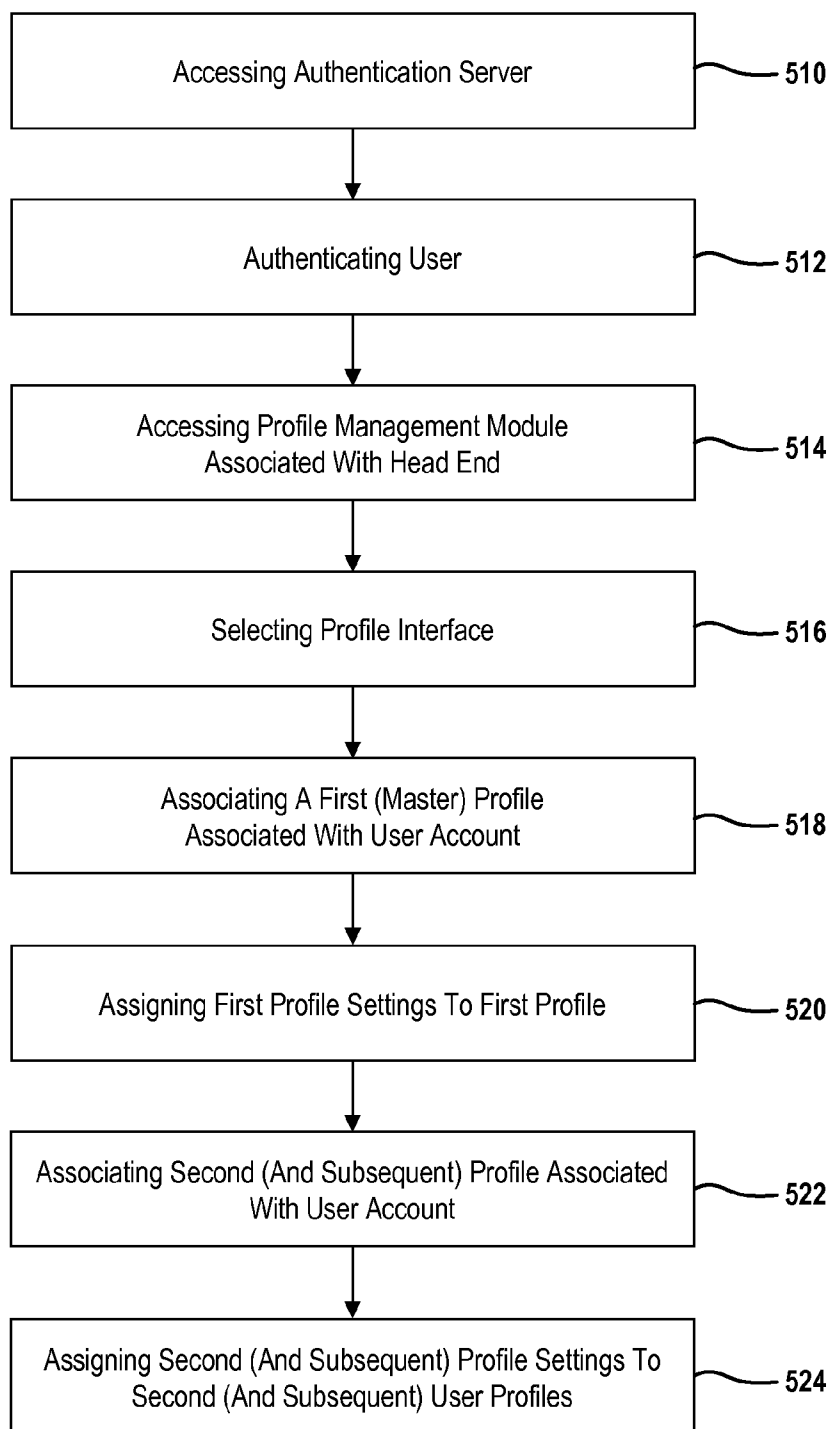 Accessing Authentication Server
510
Authenticating User
512
Accessing Profile Management Module
Associated With Head End
514
Selecting Profile Interface
516
Associating A First (Master) Profile
Associated With User Account
518
Assigning First Profile Settings To First Profile
520
Associating Second (And Subsequent) Profile Associated
With User Account
522
Assigning Second (And Subsequent) Profile Settings To
Second (And Subsequent) User Profiles
524